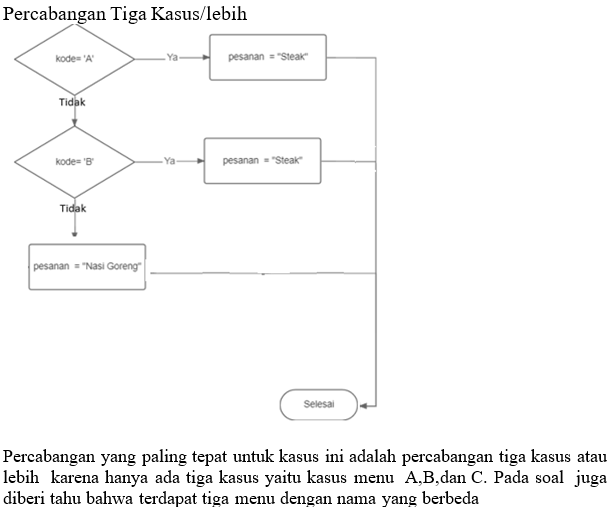 Percabangan Tiga Kasus/lebih
kode= 'A'
Ya
pesanan = "Steak"
Tidak
kode= 'B'
Ya
pesanan = "Steak"
Tidak
pesanan = "Nasi Goreng"
Selesai
Percabangan yang paling tepat untuk kasus ini adalah percabangan tiga kasus atau
lebih karena hanya ada tiga kasus yaitu kasus menu A,B,dan C. Pada soal juga
diberi tahu bahwa terdapat tiga menu dengan nama yang berbeda